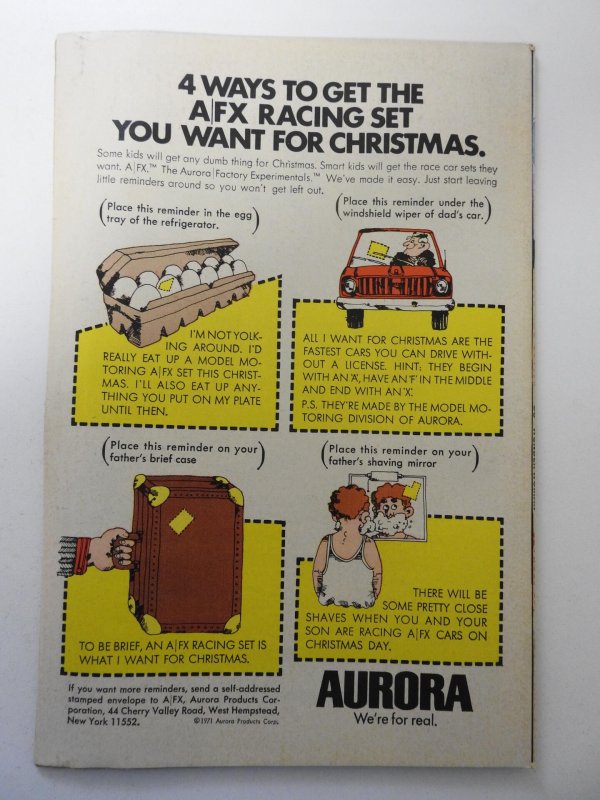 4 WAYS TO GET THE
A|FX RACING SET
YOU WANT FOR CHRISTMAS.
Some kids will get any dumb thing for Christmas. Smart kids will get the race car sets they
want. A|FX.™ The Aurora|Factory Experimentals.™ We've made it easy. Just start leaving
little reminders around so you won't get left out.
(Place this reminder in the egg
tray of the refrigerator.)
I'M NOT YOLK-
ING AROUND. I'D
REALLY EAT UP A MODEL MO-
TORING A|FX SET THIS CHRIST-
MAS. I'LL ALSO EAT UP ANY-
THING YOU PUT ON MY PLATE
UNTIL THEN.
(Place this reminder under the
windshield wiper of dad's car.)
ALL I WANT FOR CHRISTMAS ARE THE
FASTEST CARS YOU CAN DRIVE WITH-
OUT A LICENSE. HINT: THEY BEGIN
WITH AN 'A', HAVE AN 'F' IN THE MIDDLE
AND END WITH AN 'X'.
P.S. THEY'RE MADE BY THE MODEL MO-
TORING DIVISION OF AURORA.
(Place this reminder on your
father's brief case)
TO BE BRIEF, AN A|FX RACING SET IS
WHAT I WANT FOR CHRISTMAS.
(Place this reminder on your
father's shaving mirror)
THERE WILL BE
SOME PRETTY CLOSE
SHAVES WHEN YOU AND YOUR
SON ARE RACING A|FX CARS ON
CHRISTMAS DAY.
If you want more reminders, send a self-addressed
stamped envelope to A|FX, Aurora Products Cor-
poration, 44 Cherry Valley Road, West Hempstead,
New York 11552. ©1971 Aurora Products Corp.
AURORA
We're for real.